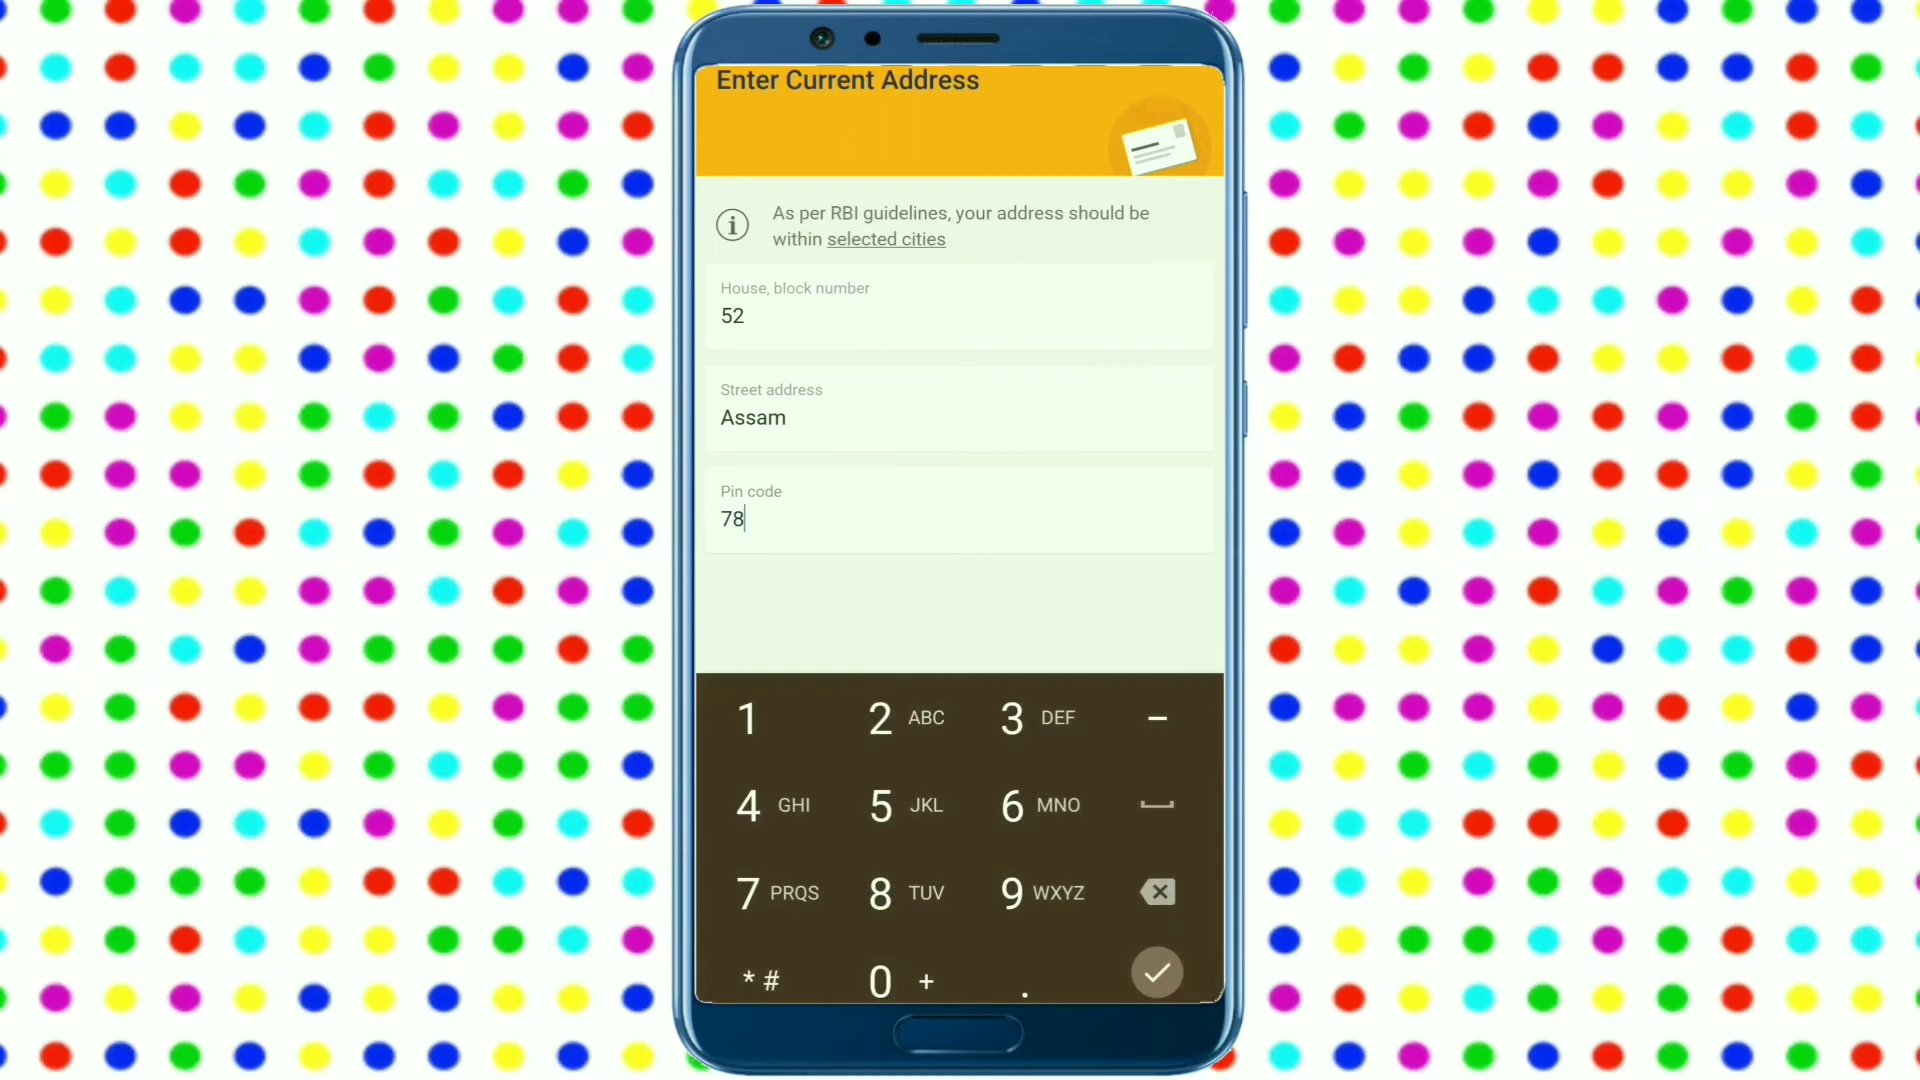 Enter Current Address
As per RBI guidelines, your address should be
within selected cities
House, block number
52
Street address
Assam
Pin code
78
1 2 ABC 3 DEF –
4 GHI 5 JKL 6 MNO
7 PRQS 8 TUV 9 WXYZ
* # 0 + .